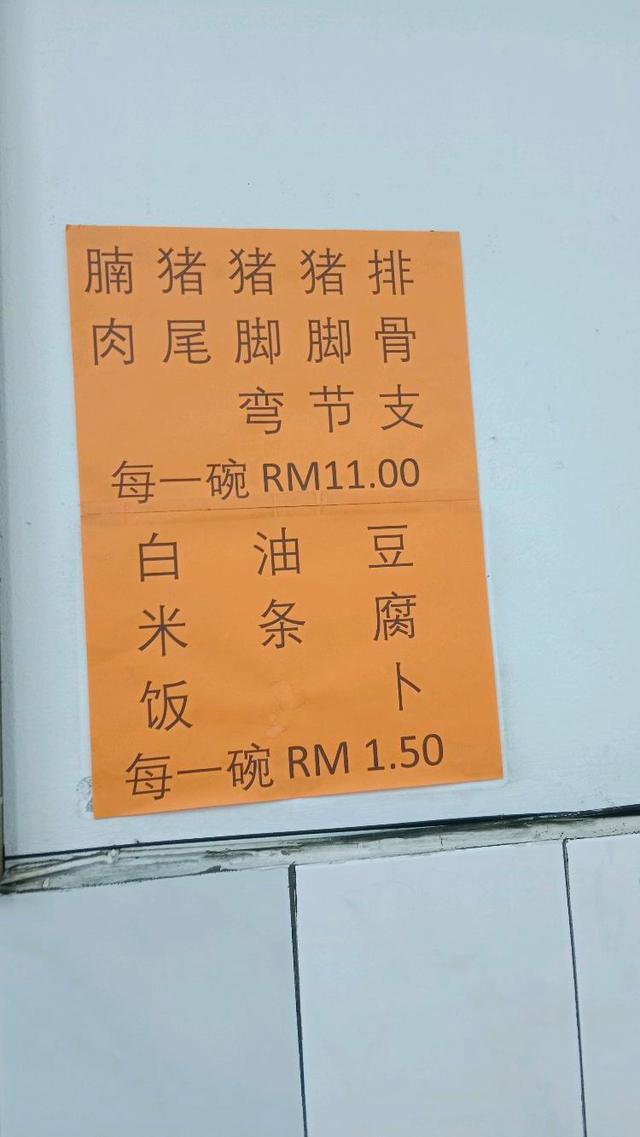 排骨支
猪脚节
猪脚弯
猪尾
腩肉
每一碗 RM11.00
豆腐卜
油条
白米饭
每一碗 RM 1.50